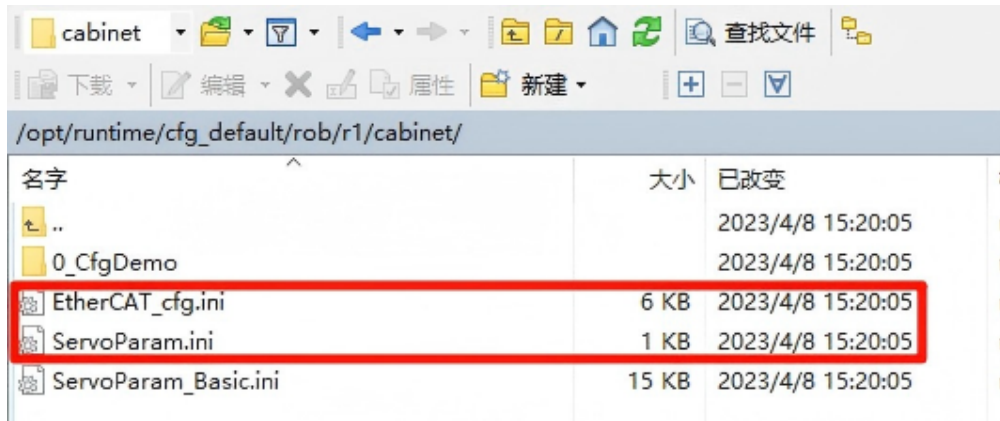 cabinet
查找文件
下载 编辑 属性 新建
/opt/runtime/cfg_default/rob/r1/cabinet/
名字 大小 已改变
.. 2023/4/8 15:20:05
0_CfgDemo 2023/4/8 15:20:05
EtherCAT_cfg.ini 6 KB 2023/4/8 15:20:05
ServoParam.ini 1 KB 2023/4/8 15:20:05
ServoParam_Basic.ini 15 KB 2023/4/8 15:20:05